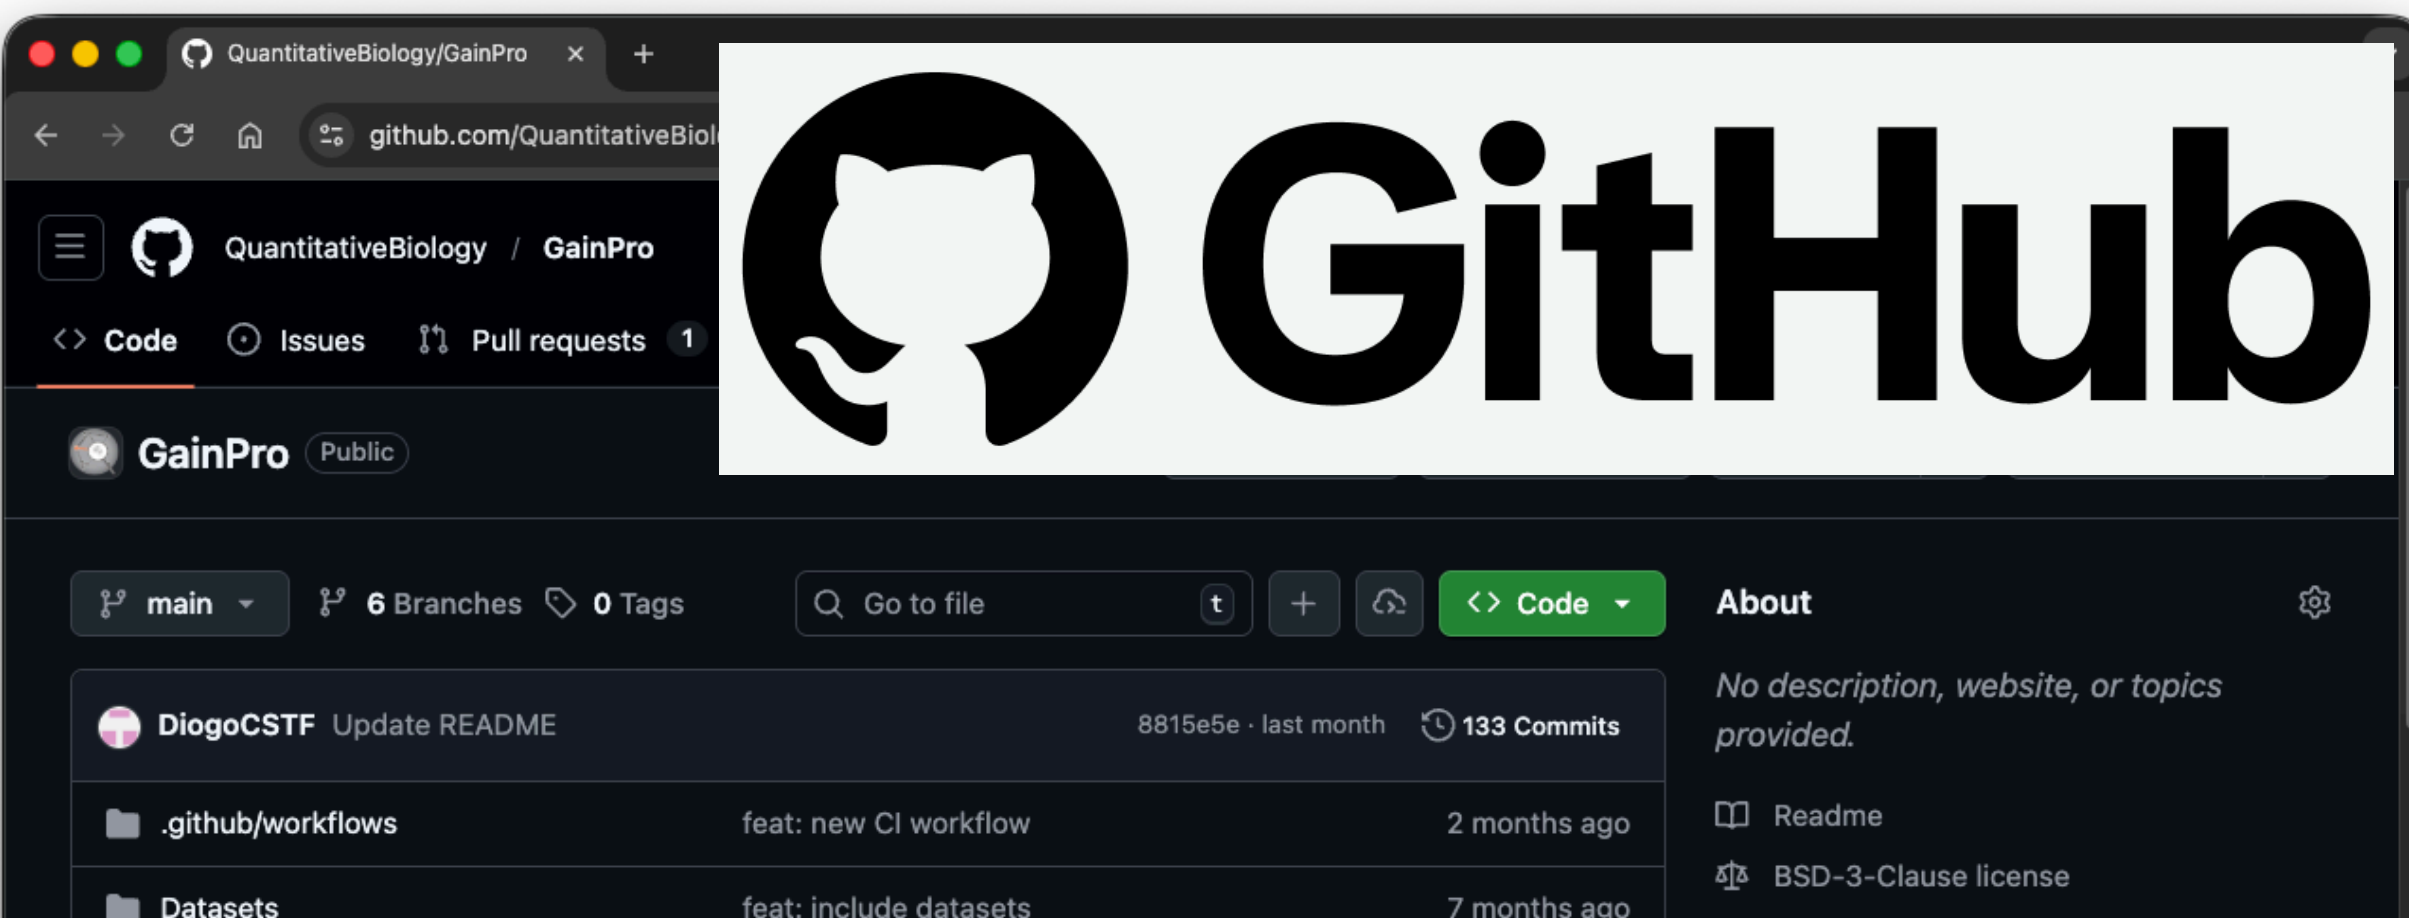 QuantitativeBiology/GainPro
github.com/QuantitativeBiol
GitHub
QuantitativeBiology / GainPro
Code Issues Pull requests 1
GainPro Public
main 6 Branches 0 Tags Go to file t Code
About
No description, website, or topics
provided.
DiogoCSTF Update README 8815e5e · last month 133 Commits
.github/workflows feat: new CI workflow 2 months ago
Readme
BSD-3-Clause license
Datasets feat: include datasets 7 months ago